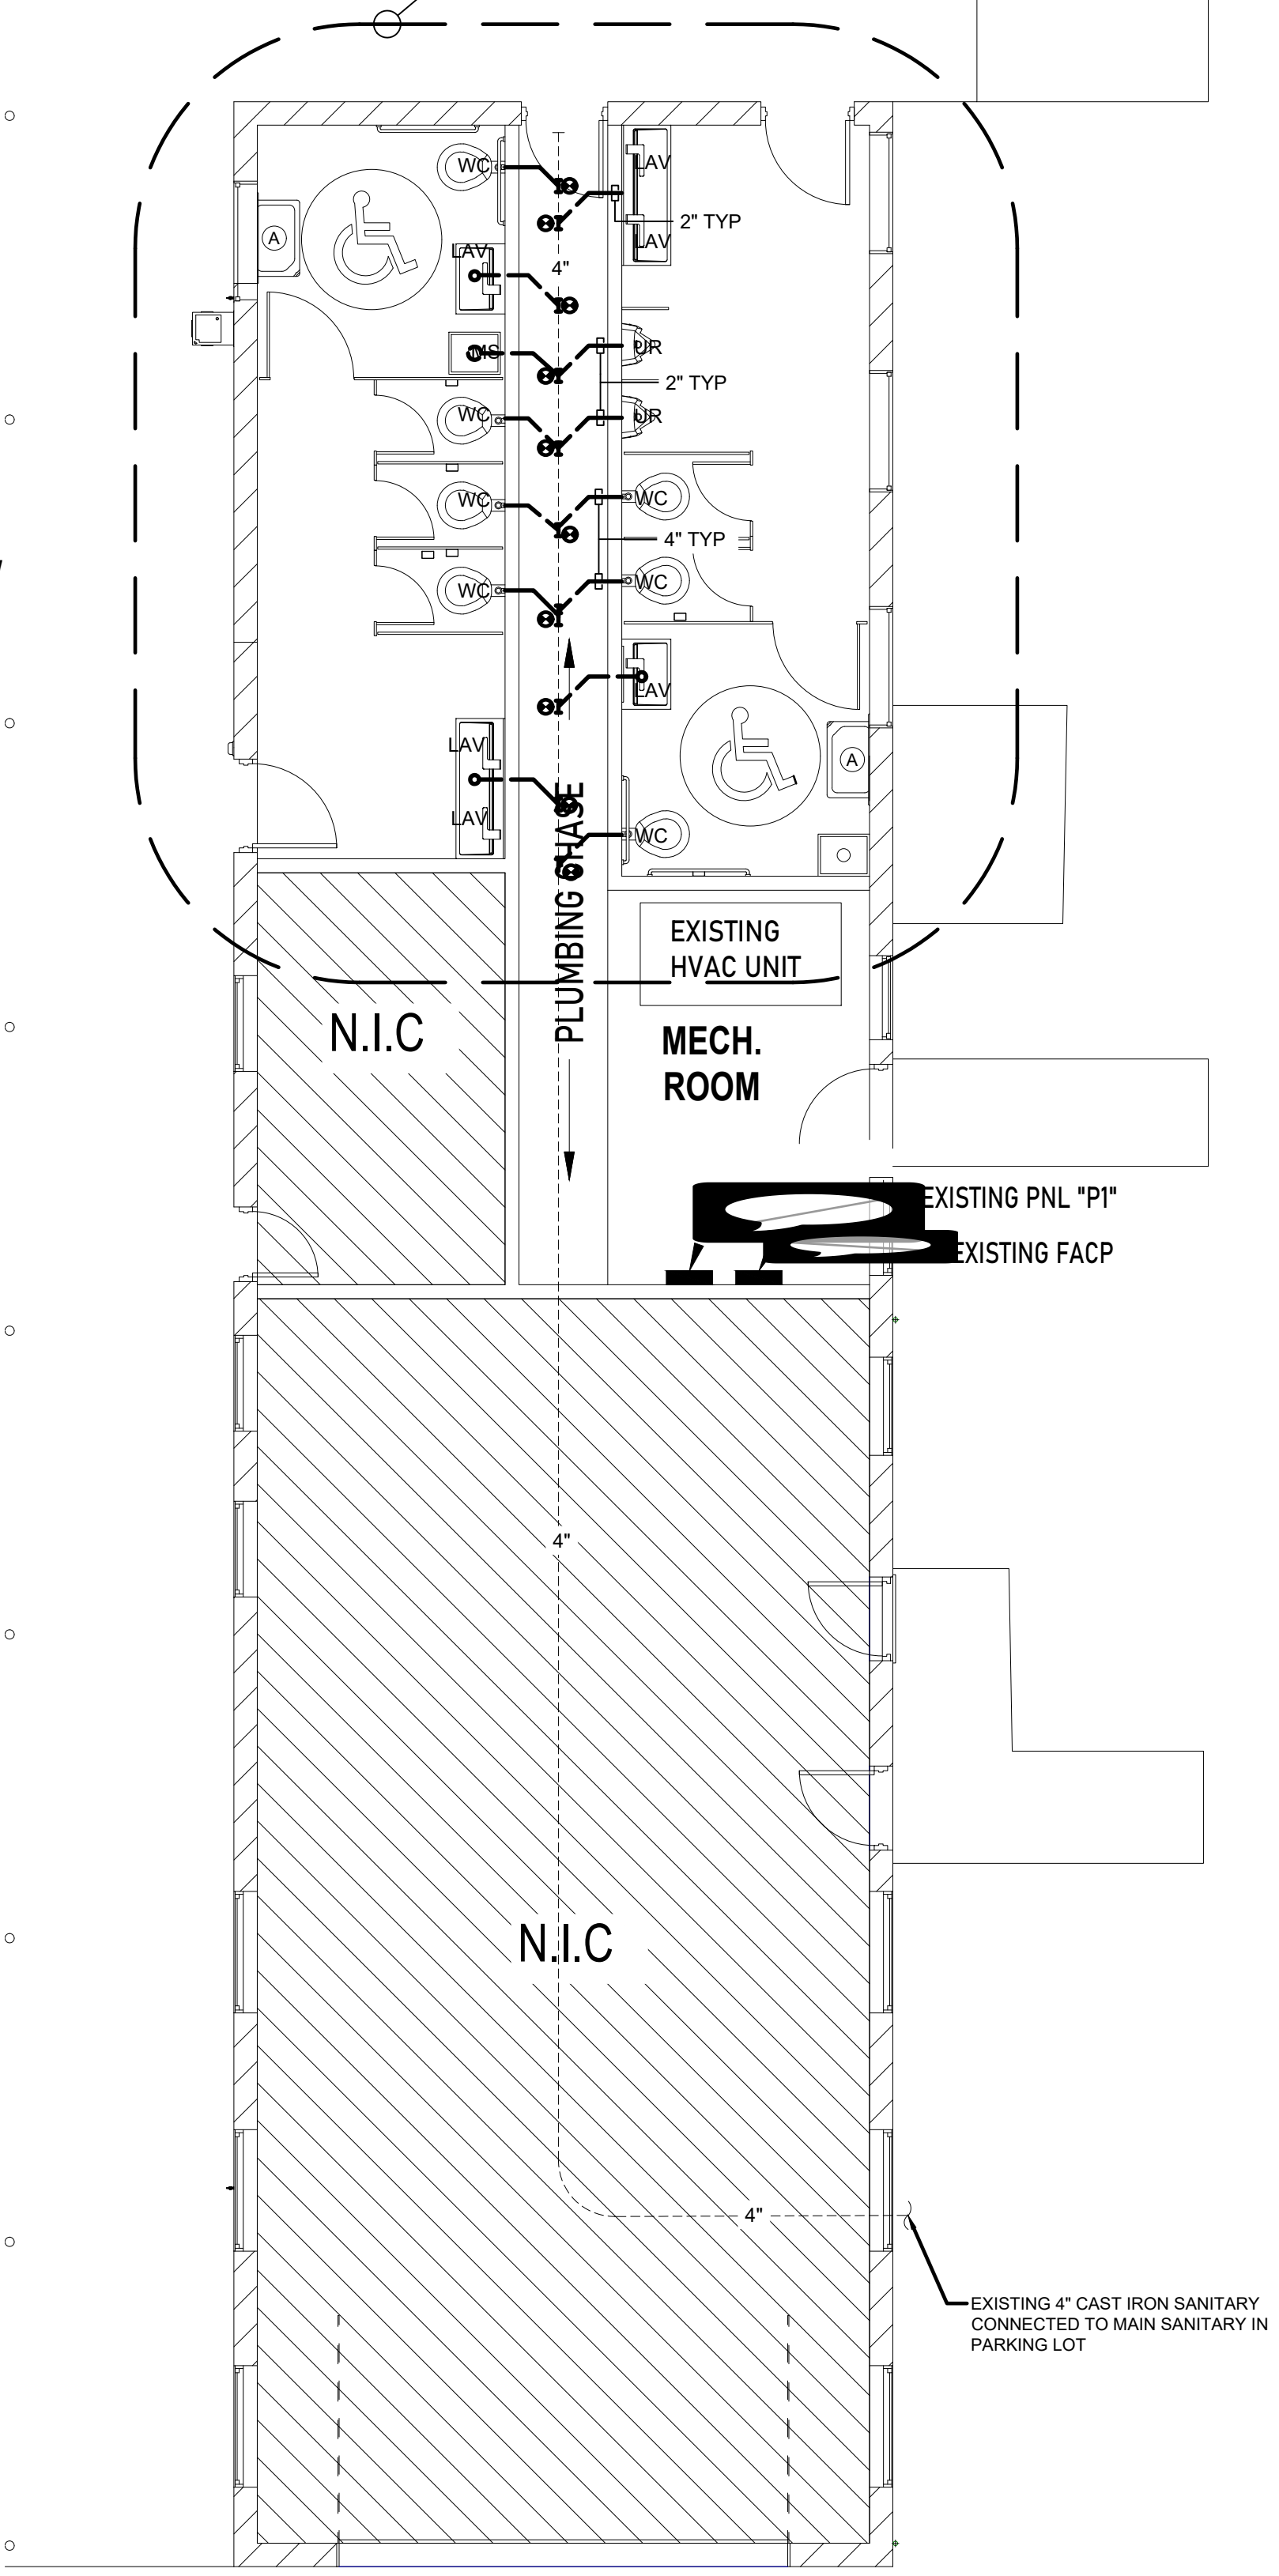 WC
LAV
2" TYP
A
LAV
LAV
4"
MS
UR
2" TYP
WC
UR
WC
WC
4" TYP
WC
WC
LAV
LAV
A
LAV
WC
PLUMBING CHASE
EXISTING
HVAC UNIT
N.I.C
MECH.
ROOM
EXISTING PNL "P1"
EXISTING FACP
4"
N.I.C
4"
EXISTING 4" CAST IRON SANITARY
CONNECTED TO MAIN SANITARY IN
PARKING LOT